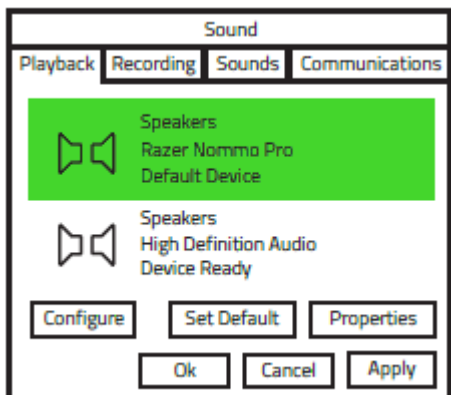 Sound
Playback Recording Sounds Communications
Speakers
Razer Nommo Pro
Default Device
Speakers
High Definition Audio
Device Ready
Configure Set Default Properties
Ok Cancel Apply